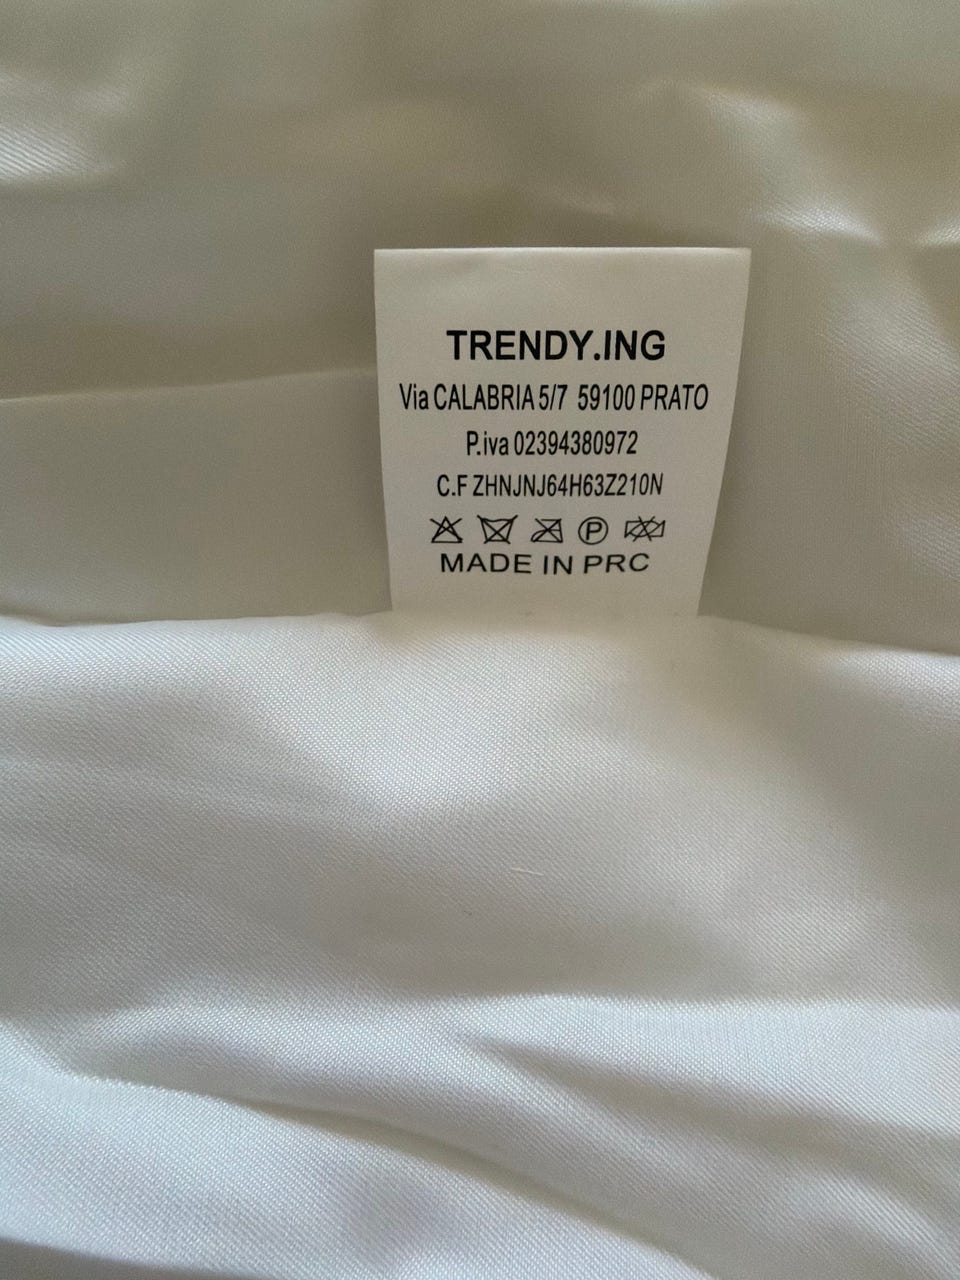 TRENDY.ING
Via CALABRIA 5/7 59100 PRATO
P.iva 02394380972
C.F ZHNJNJ64H63Z210N
P
MADE IN PRC